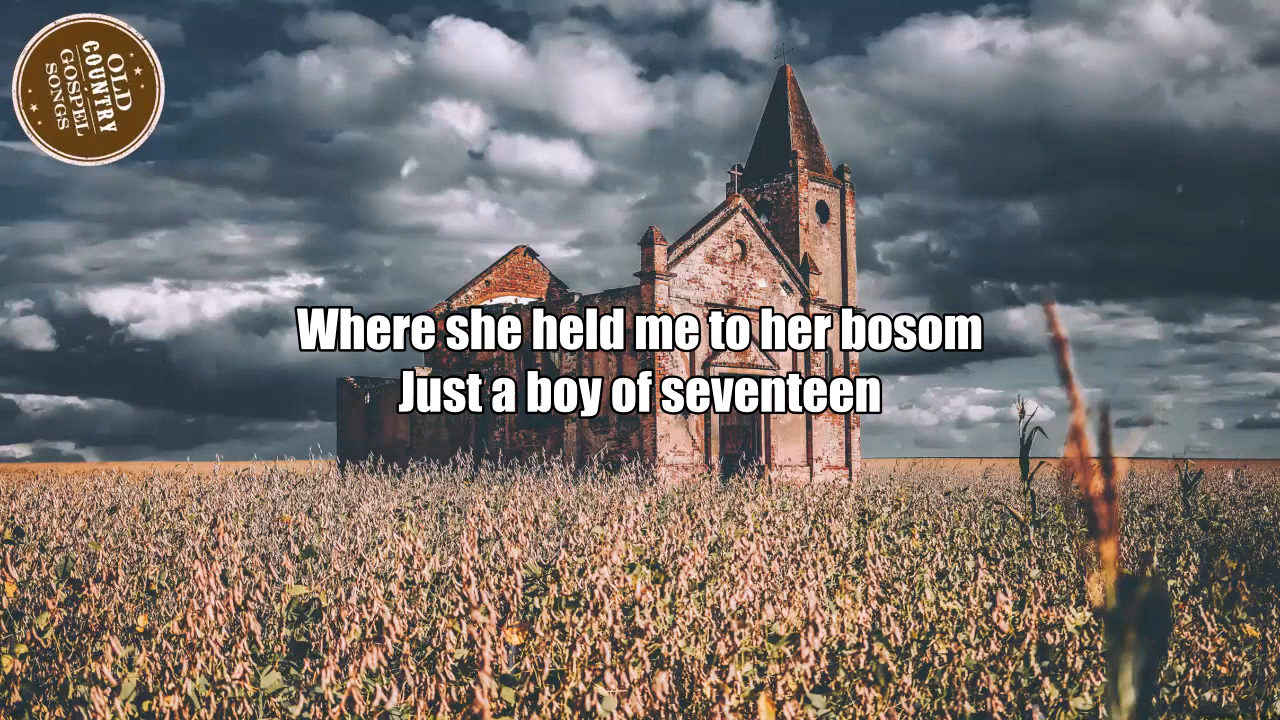 OLD
COUNTRY
GOSPEL
SONGS
Where she held me to her bosom
Just a boy of seventeen